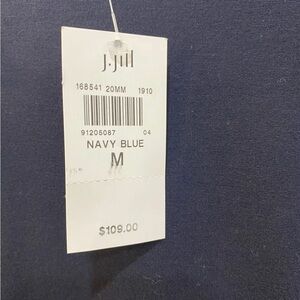 J.Jill
168541 20MM 1910
91205087 04
NAVY BLUE
M
$109.00